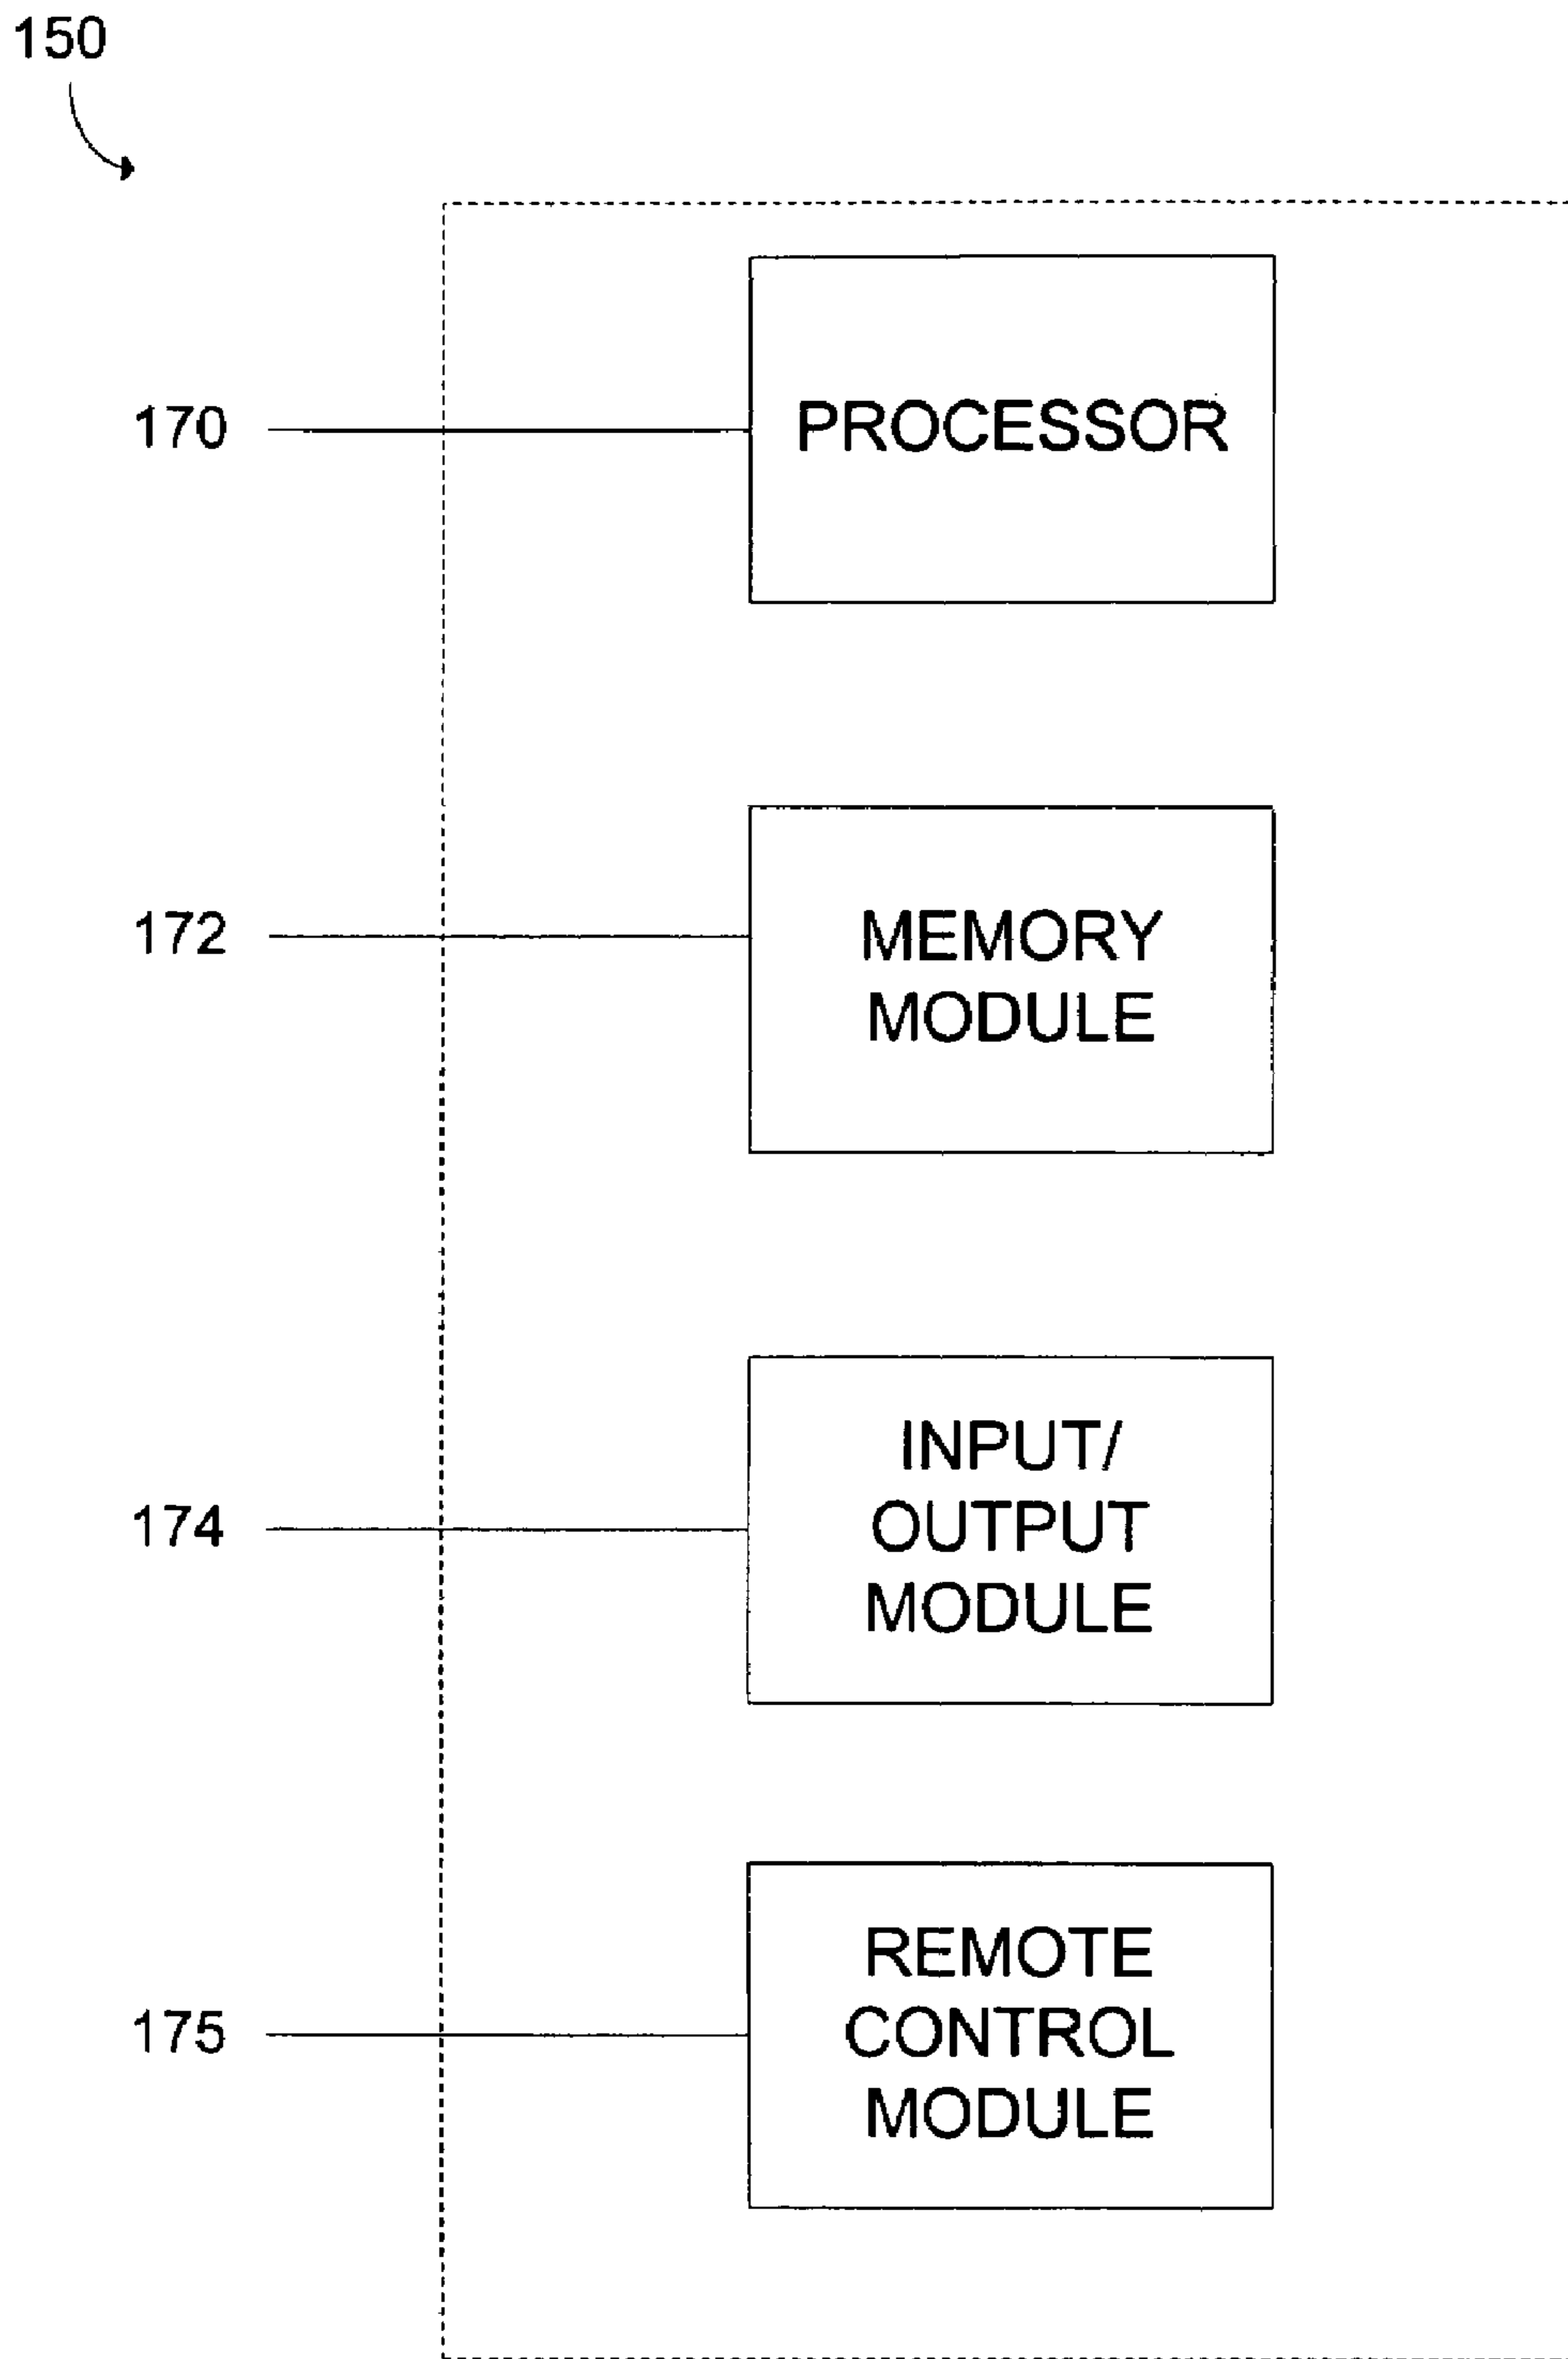 150
170
PROCESSOR
172
MEMORY
MODULE
174
INPUT/
OUTPUT
MODULE
175
REMOTE
CONTROL
MODULE